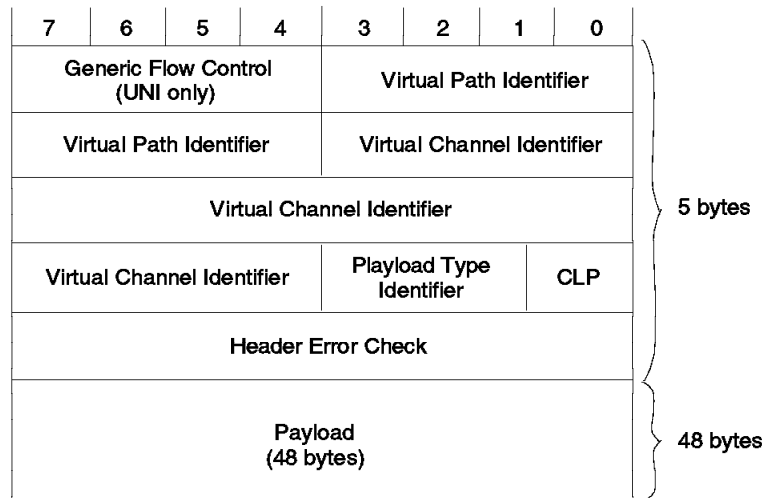 7 6 5 4 3 2 1 0
Generic Flow Control
(UNI only)
Virtual Path Identifier
Virtual Path Identifier
Virtual Channel Identifier
Virtual Channel Identifier
5 bytes
Virtual Channel Identifier
Playload Type
Identifier
CLP
Header Error Check
Payload
(48 bytes)
48 bytes